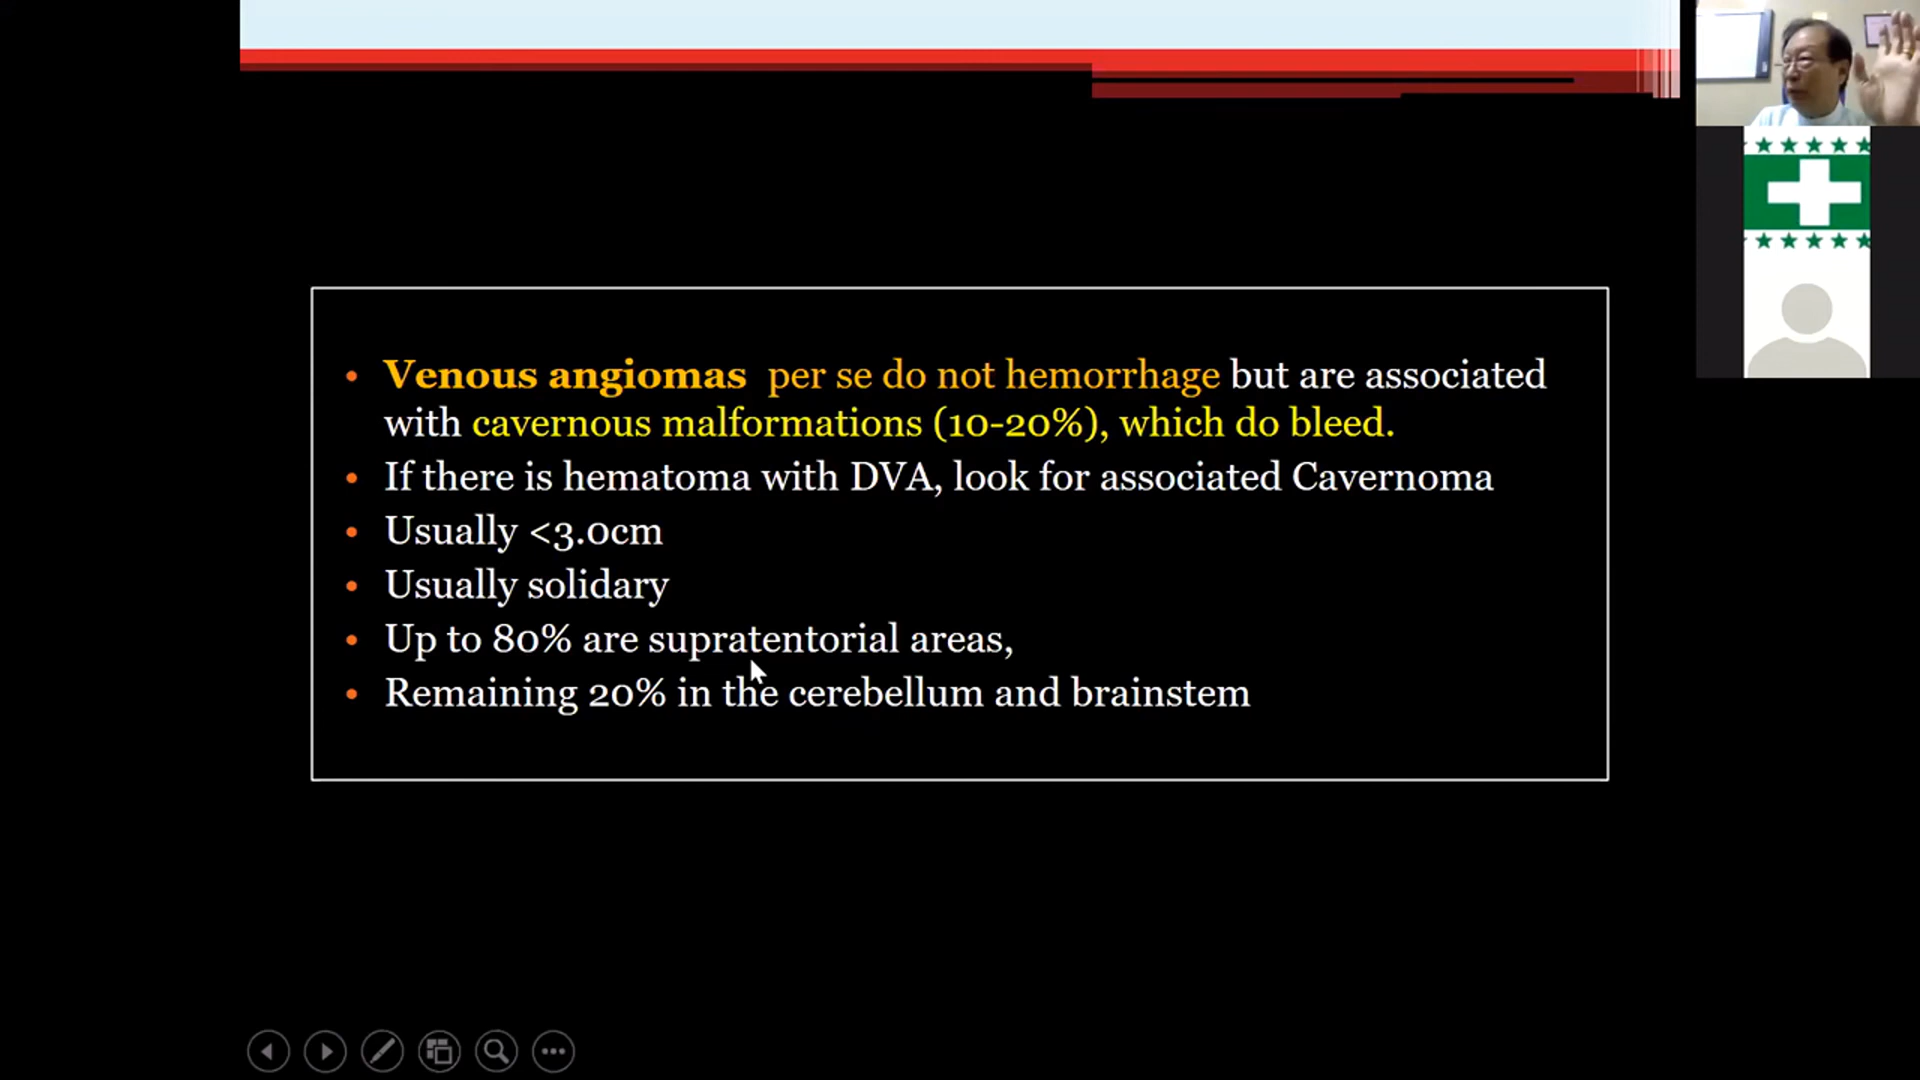 • Venous angiomas per se do not hemorrhage but are associated
with cavernous malformations (10-20%), which do bleed.
• If there is hematoma with DVA, look for associated Cavernoma
• Usually <3.0cm
• Usually solidary
• Up to 80% are supratentorial areas,
• Remaining 20% in the cerebellum and brainstem